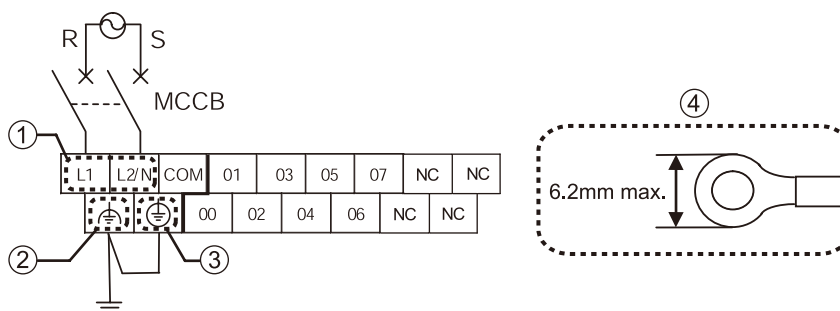 R S
MCCB
④
①
L1 L2/N COM 01 03 05 07 NC NC
6.2mm max.
00 02 04 06 NC NC
② ③